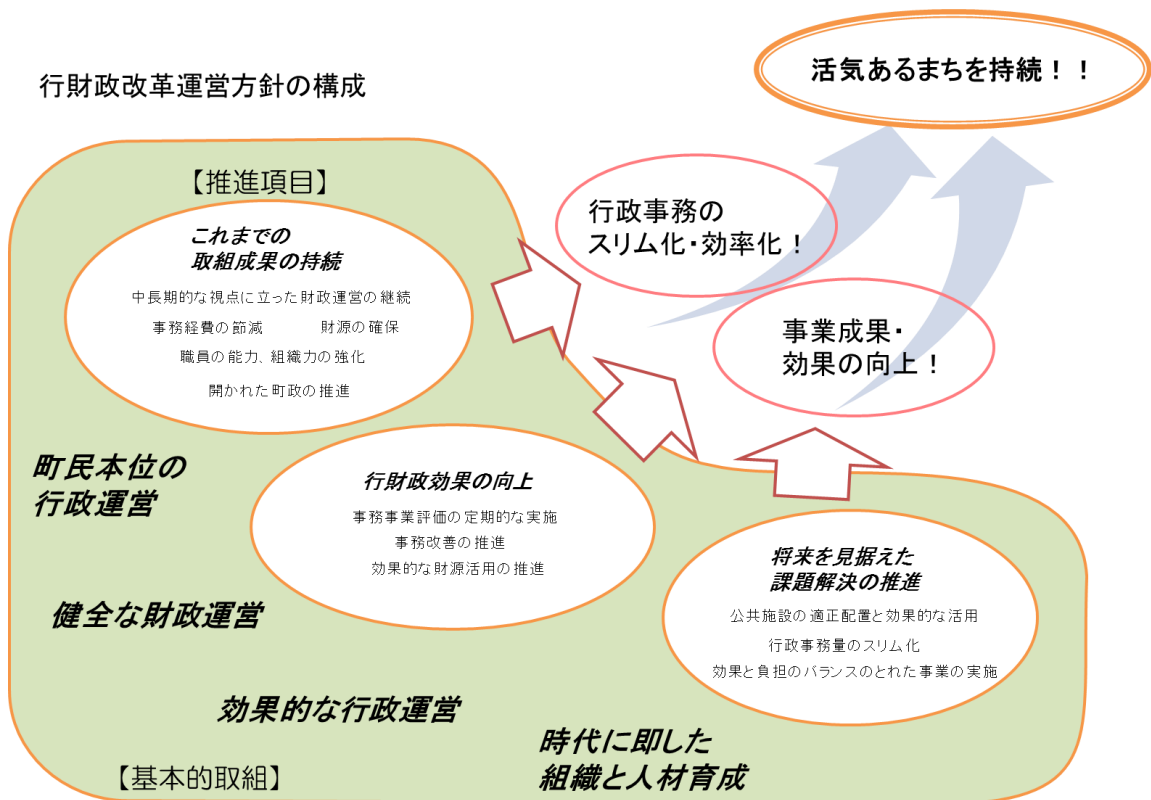 行財政改革運営方針の構成
活気あるまちを持続！！
【推進項目】
これまでの
取組成果の持続
中長期的な視点に立った財政運営の継続
事務経費の節減　　財源の確保
職員の能力、組織力の強化
開かれた町政の推進
行政事務の
スリム化・効率化！
事業成果・
効果の向上！
町民本位の
行政運営
行財政効果の向上
事務事業評価の定期的な実施
事務改善の推進
効果的な財源活用の推進
将来を見据えた
課題解決の推進
公共施設の適正配置と効果的な活用
行政事務量のスリム化
効果と負担のバランスのとれた事業の実施
健全な財政運営
効果的な行政運営
時代に即した
組織と人材育成
【基本的取組】